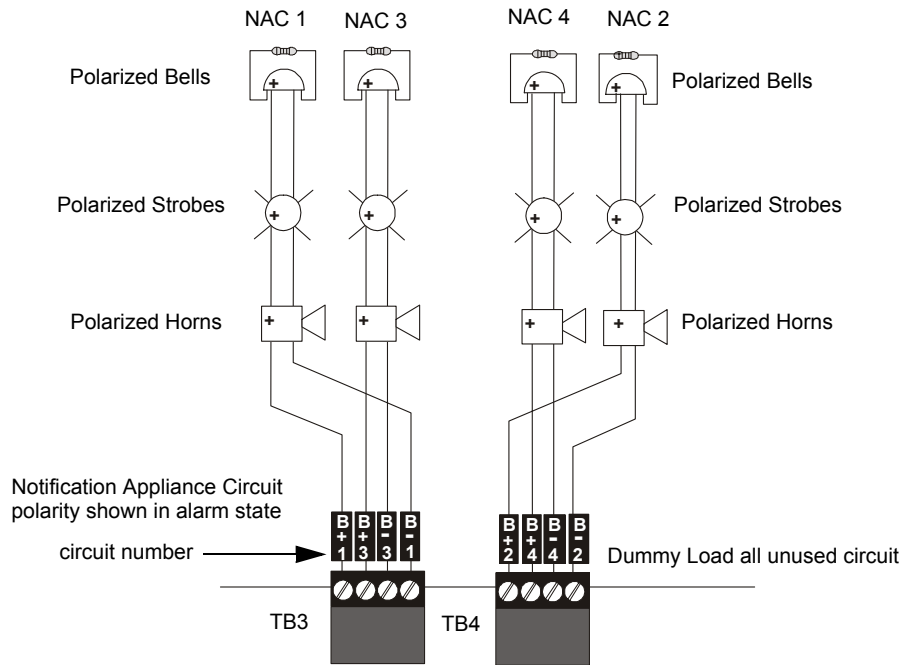 NAC 1
NAC 3
NAC 4
NAC 2
Polarized Bells
+
+
+
+
Polarized Bells
Polarized Strobes
+
+
+
+
Polarized Strobes
Polarized Horns
+
+
+
+
Polarized Horns
Notification Appliance Circuit
polarity shown in alarm state
circuit number
B+1
B+3
B-3
B-1
B+2
B+4
B-4
B-2
Dummy Load all unused circuit
TB3
TB4